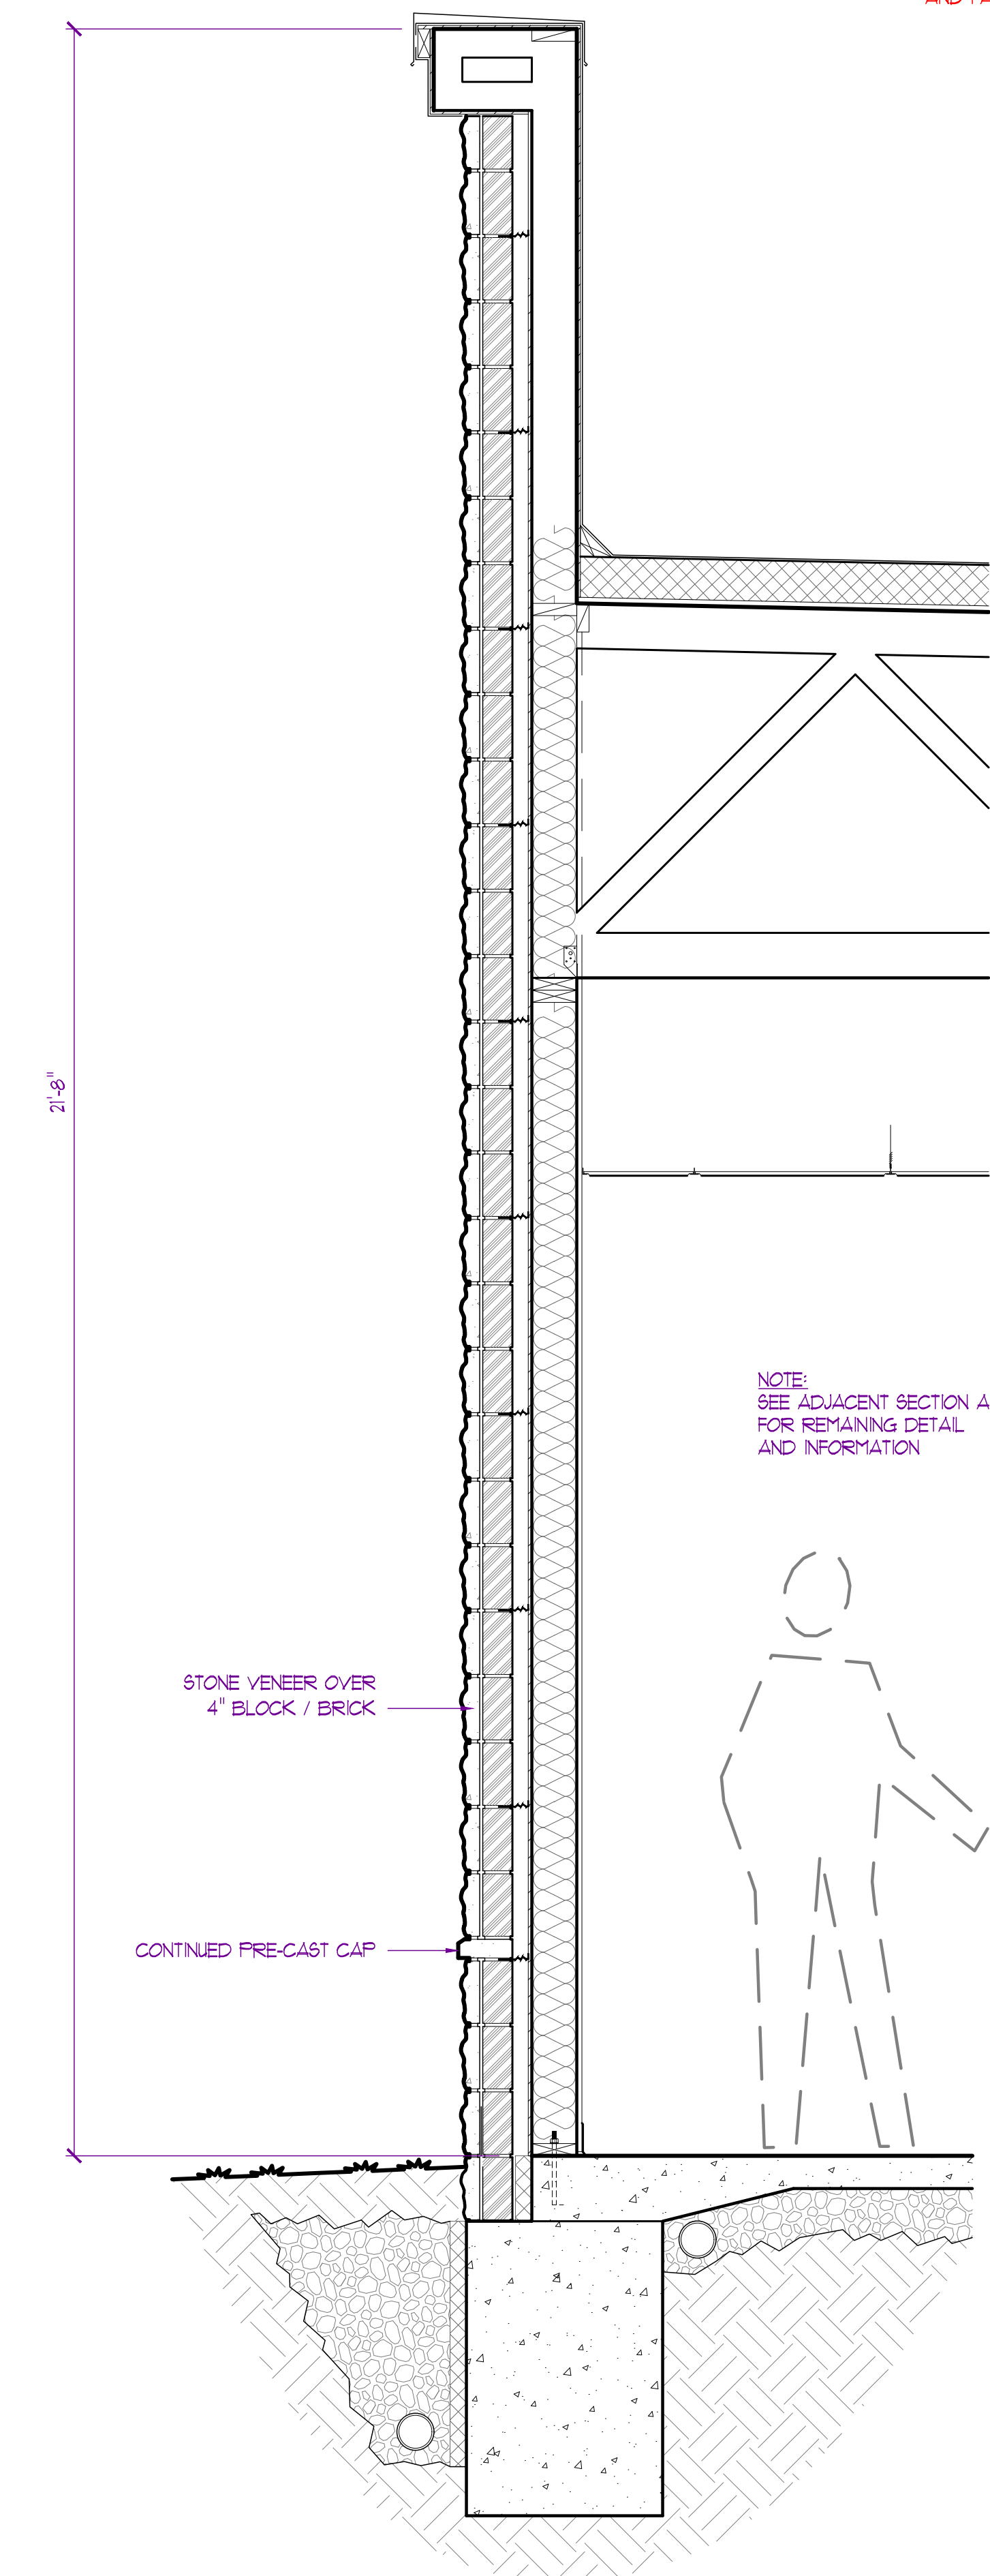 21'-8"
NOTE:
SEE ADJACENT SECTION A
FOR REMAINING DETAIL
AND INFORMATION
STONE VENEER OVER
4" BLOCK / BRICK
CONTINUED PRE-CAST CAP